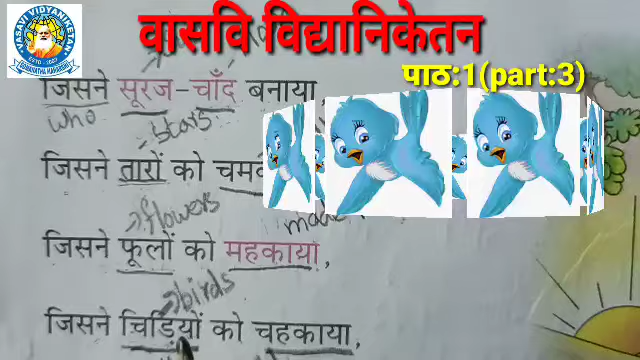 VASAVI VIDYANIKETAN
वासवि विद्यानिकेतन
पाठ:1(part:3)
जिसने सूरज-चाँद बनाया,
who
stars
जिसने तारों को
flowers
जिसने फूलों को महकाया,
birds
जिसने चिड़ियों को चहकाया,